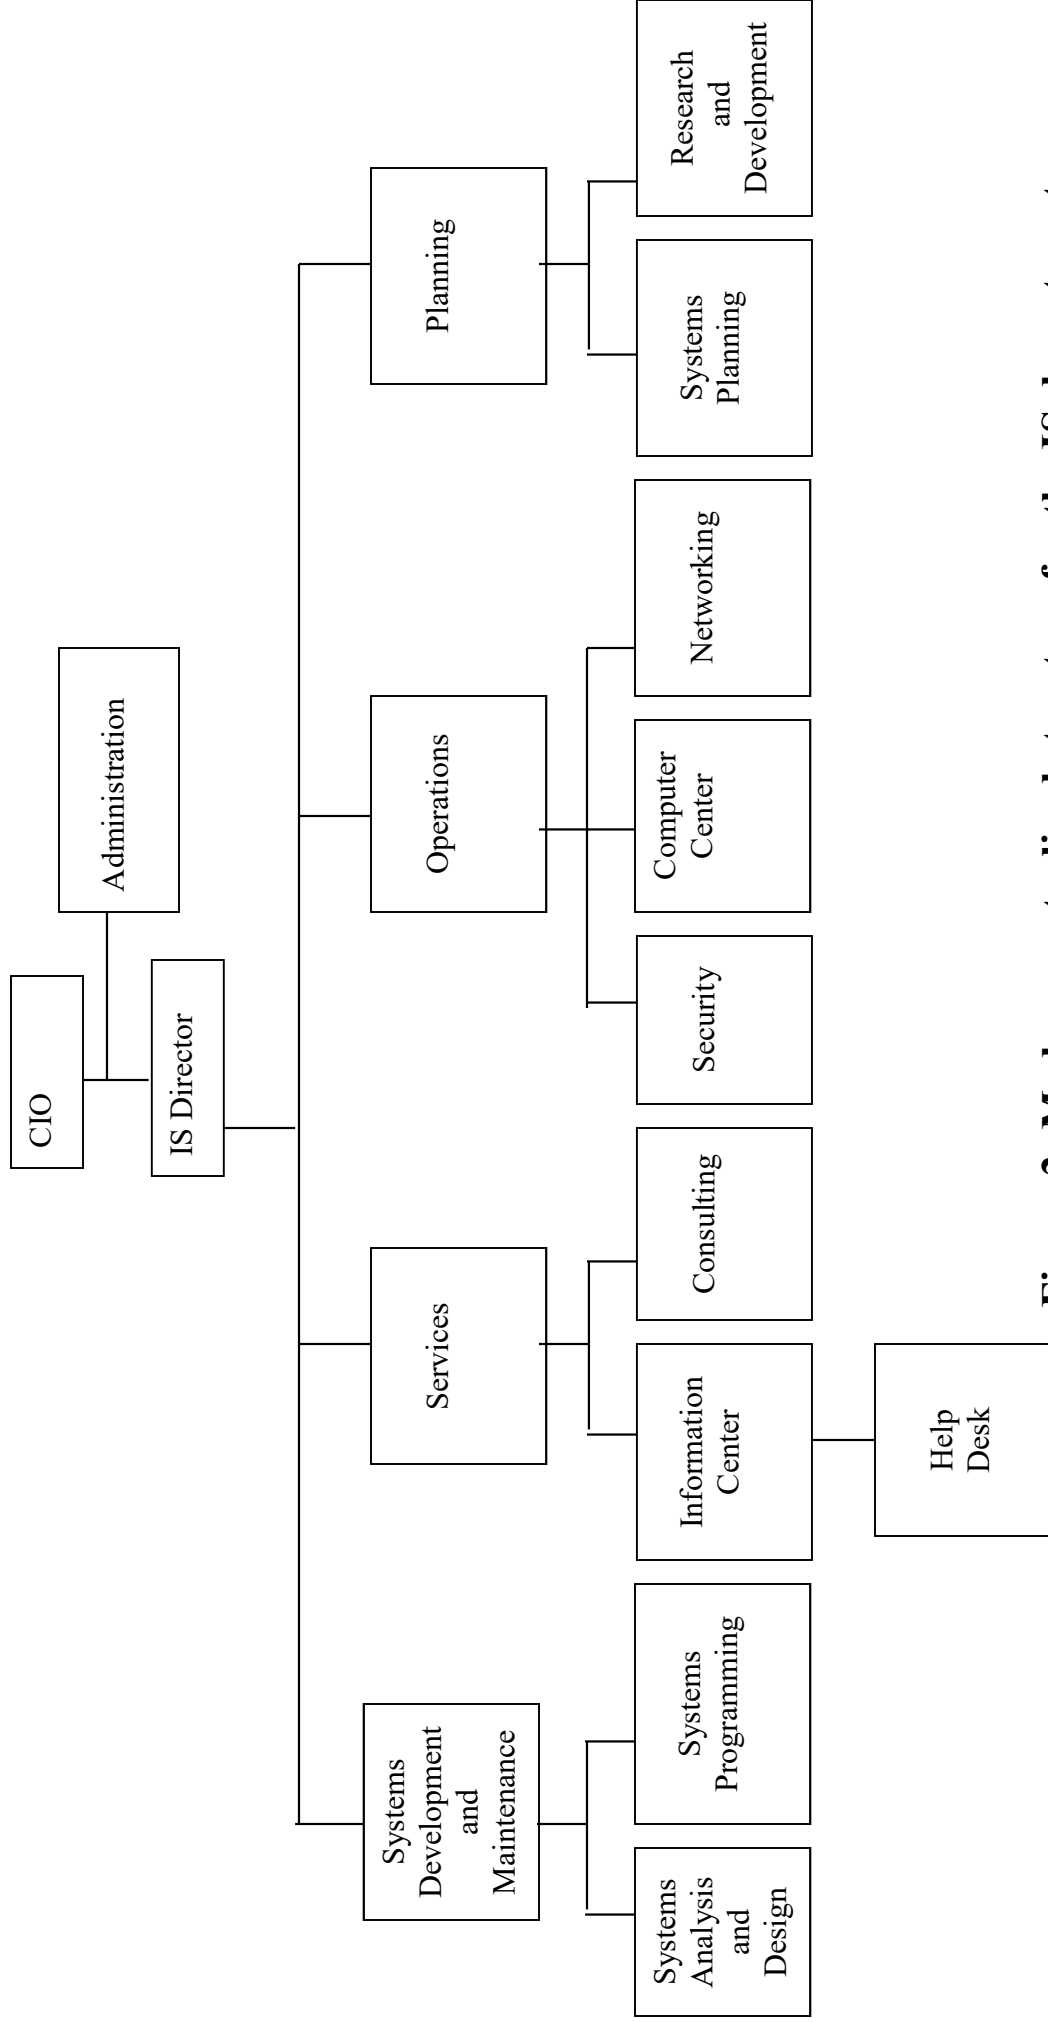 CIO
Administration
IS Director
Systems
Development
and
Maintenance
Services
Operations
Planning
Systems
Analysis
and
Design
Systems
Programming
Information
Center
Consulting
Security
Computer
Center
Networking
Systems
Planning
Research
and
Development
Help
Desk